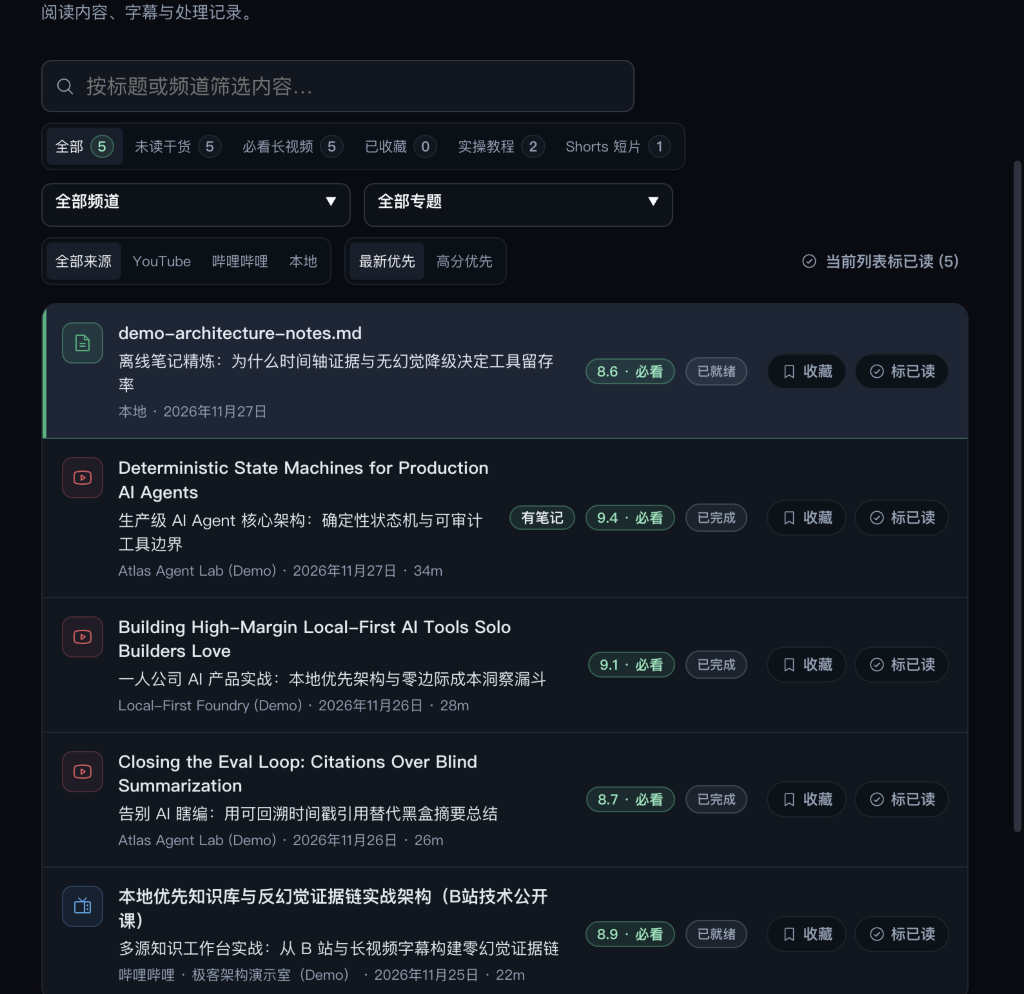 阅读内容、字幕与处理记录。
按标题或频道筛选内容...
全部 5 未读干货 5 必看长视频 5 已收藏 0 实操教程 2 Shorts 短片 1
全部频道 ▼ 全部专题 ▼
全部来源 YouTube 哔哩哔哩 本地 最新优先 高分优先 当前列表标已读 (5)
demo-architecture-notes.md
离线笔记精炼：为什么时间轴证据与无幻觉降级决定工具留存
率
本地 · 2026年11月27日
8.6 · 必看 已就绪 收藏 标已读
Deterministic State Machines for Production
AI Agents
生产级 AI Agent 核心架构：确定性状态机与可审计
工具边界
Atlas Agent Lab (Demo) · 2026年11月27日 · 34m
有笔记 9.4 · 必看 已完成 收藏 标已读
Building High-Margin Local-First AI Tools Solo
Builders Love
一人公司 AI 产品实战：本地优先架构与零边际成本洞察漏斗
Local-First Foundry (Demo) · 2026年11月26日 · 28m
9.1 · 必看 已完成 收藏 标已读
Closing the Eval Loop: Citations Over Blind
Summarization
告别 AI 瞎编：用可回溯时间戳引用替代黑盒摘要总结
Atlas Agent Lab (Demo) · 2026年11月26日 · 26m
8.7 · 必看 已完成 收藏 标已读
本地优先知识库与反幻觉证据链实战架构（B站技术公开
课）
多源知识工作台实战：从 B 站与长视频字幕构建零幻觉证据链
哔哩哔哩 · 极客架构演示室（Demo） · 2026年11月25日 · 22m
8.9 · 必看 已就绪 收藏 标已读